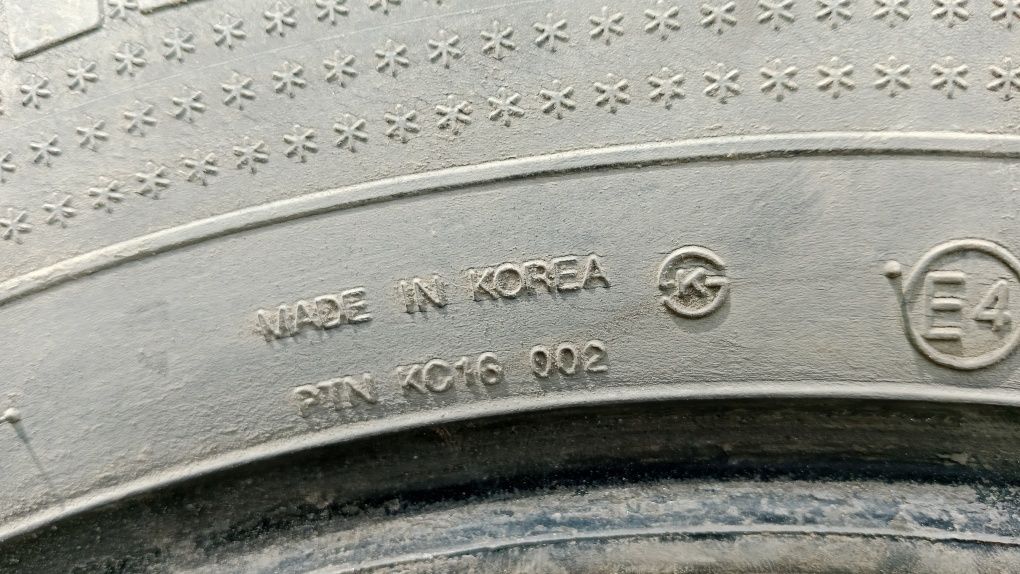 MADE IN KOREA K E4
PTN KC16 002